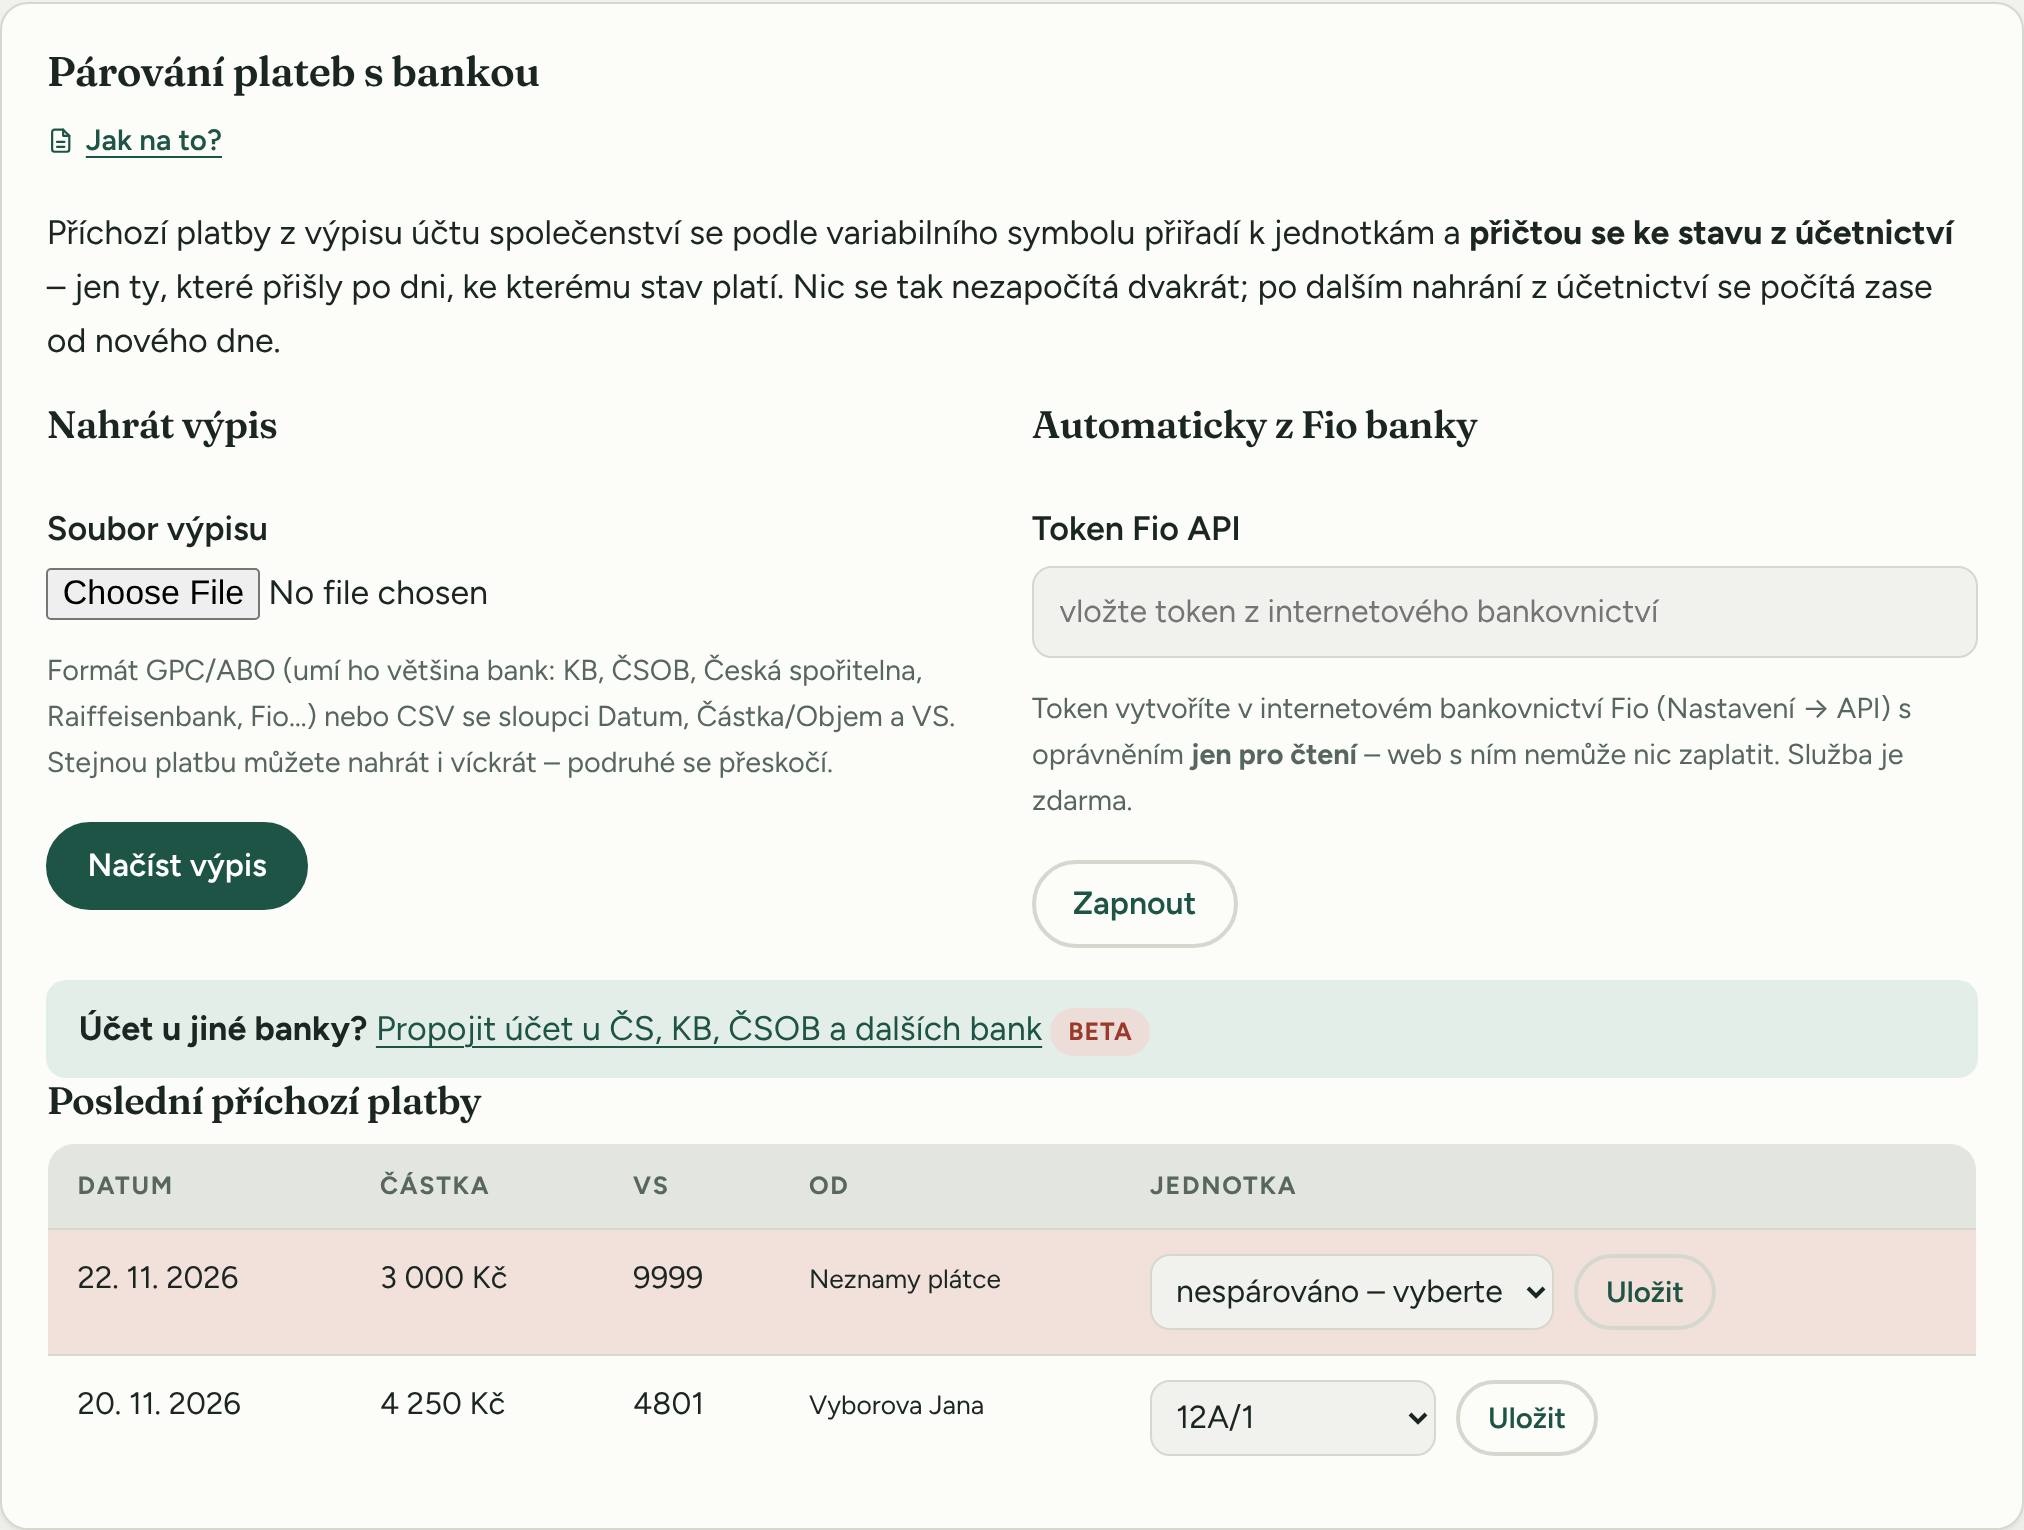 Párování plateb s bankou
Jak na to?
Příchozí platby z výpisu účtu společenství se podle variabilního symbolu přiřadí k jednotkám a přičtou se ke stavu z účetnictví
– jen ty, které přišly po dni, ke kterému stav platí. Nic se tak nezapočítá dvakrát; po dalším nahrání z účetnictví se počítá zase
od nového dne.
Nahrát výpis
Soubor výpisu
Choose File No file chosen
Formát GPC/ABO (umí ho většina bank: KB, ČSOB, Česká spořitelna,
Raiffeisenbank, Fio…) nebo CSV se sloupci Datum, Částka/Objem a VS.
Stejnou platbu můžete nahrát i víckrát – podruhé se přeskočí.
Načíst výpis
Automaticky z Fio banky
Token Fio API
vložte token z internetového bankovnictví
Token vytvoříte v internetovém bankovnictví Fio (Nastavení → API) s
oprávněním jen pro čtení – web s ním nemůže nic zaplatit. Služba je
zdarma.
Zapnout
Účet u jiné banky? Propojit účet u ČS, KB, ČSOB a dalších bank BETA
Poslední příchozí platby
DATUM ČÁSTKA VS OD JEDNOTKA
22. 11. 2026 3 000 Kč 9999 Neznamy plátce nespárováno – vyberte Uložit
20. 11. 2026 4 250 Kč 4801 Vyborova Jana 12A/1 Uložit